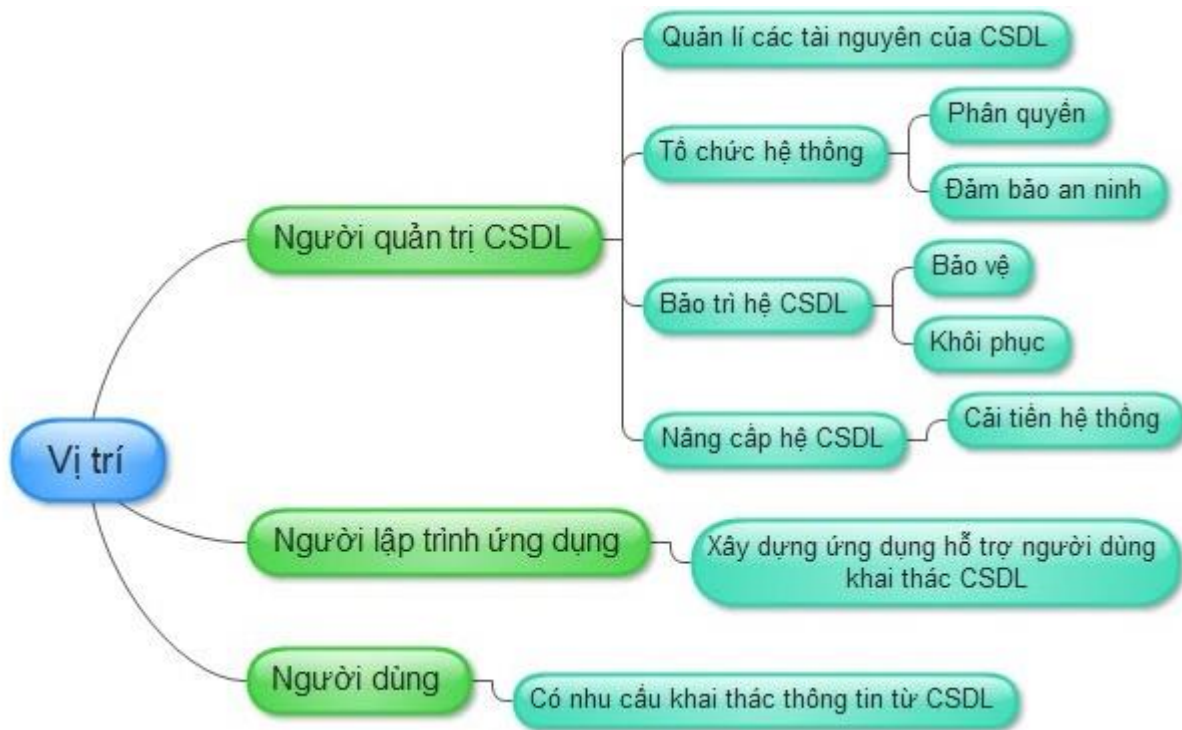 Quản lí các tài nguyên của CSDL
Phân quyền
Tổ chức hệ thống
Đảm bảo an ninh
Người quản trị CSDL
Bảo vệ
Bảo trì hệ CSDL
Khôi phục
Cải tiến hệ thống
Nâng cấp hệ CSDL
Vị trí
Người lập trình ứng dụng
Xây dựng ứng dụng hỗ trợ người dùng
khai thác CSDL
Người dùng
Có nhu cầu khai thác thông tin từ CSDL